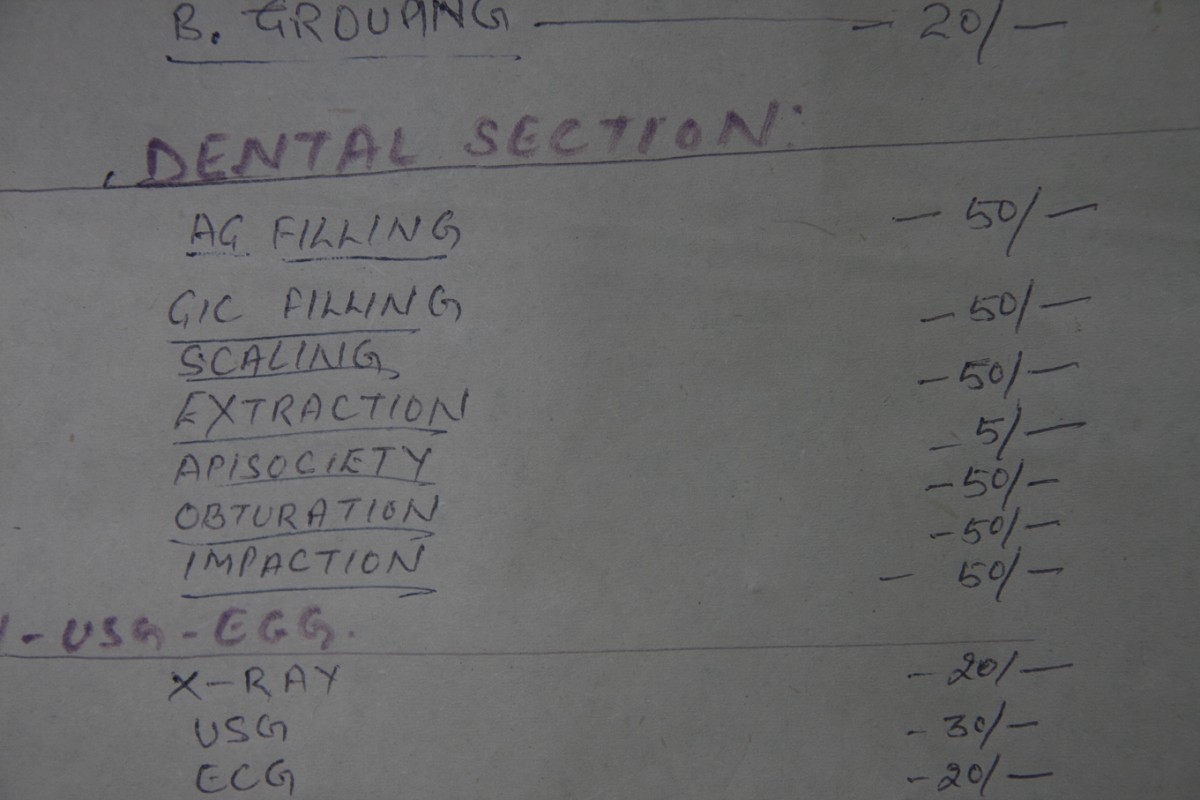 B. GROUPING — 20/-
DENTAL SECTION:
AG FILLING - 50/-
GIC FILLING - 50/-
SCALING - 50/-
EXTRACTION - 5/-
APISOCIETY - 50/-
OBTURATION - 50/-
IMPACTION - 50/-
- USG - ECG.
X-RAY - 20/-
USG - 30/-
ECG - 20/-